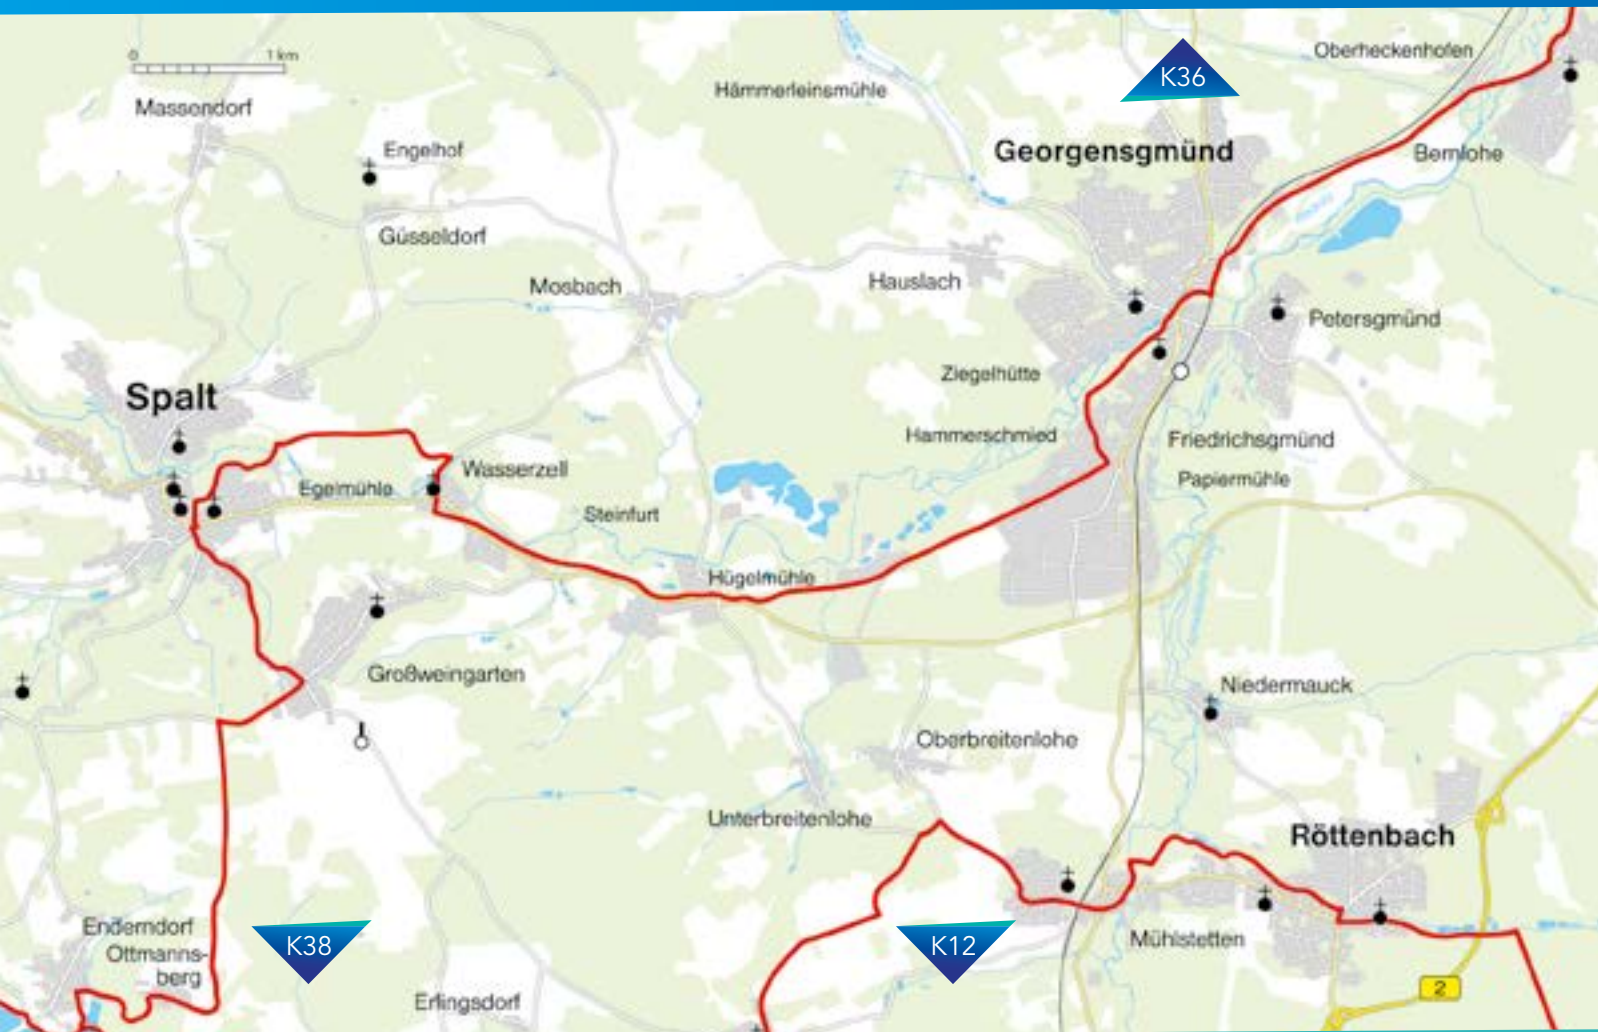 0 1 km
Oberheckenhofen
K36
Hämmerleinsmühle
Massendorf
Engelhof
Georgensgmünd
Bernlohe
Güsseldorf
Mosbach
Hauslach
Petersgmünd
Ziegelhütte
Spalt
Hammerschmied
Friedrichsgmünd
Wasserzell
Papiermühle
Egelmühle
Steinfurt
Hügelmühle
Großweingarten
Niedermauck
Oberbreitenlohe
Unterbreitenlohe
Röttenbach
Enderndorf
K38
K12
Mühlstetten
Ottmanns-
berg
2
Erlingsdorf